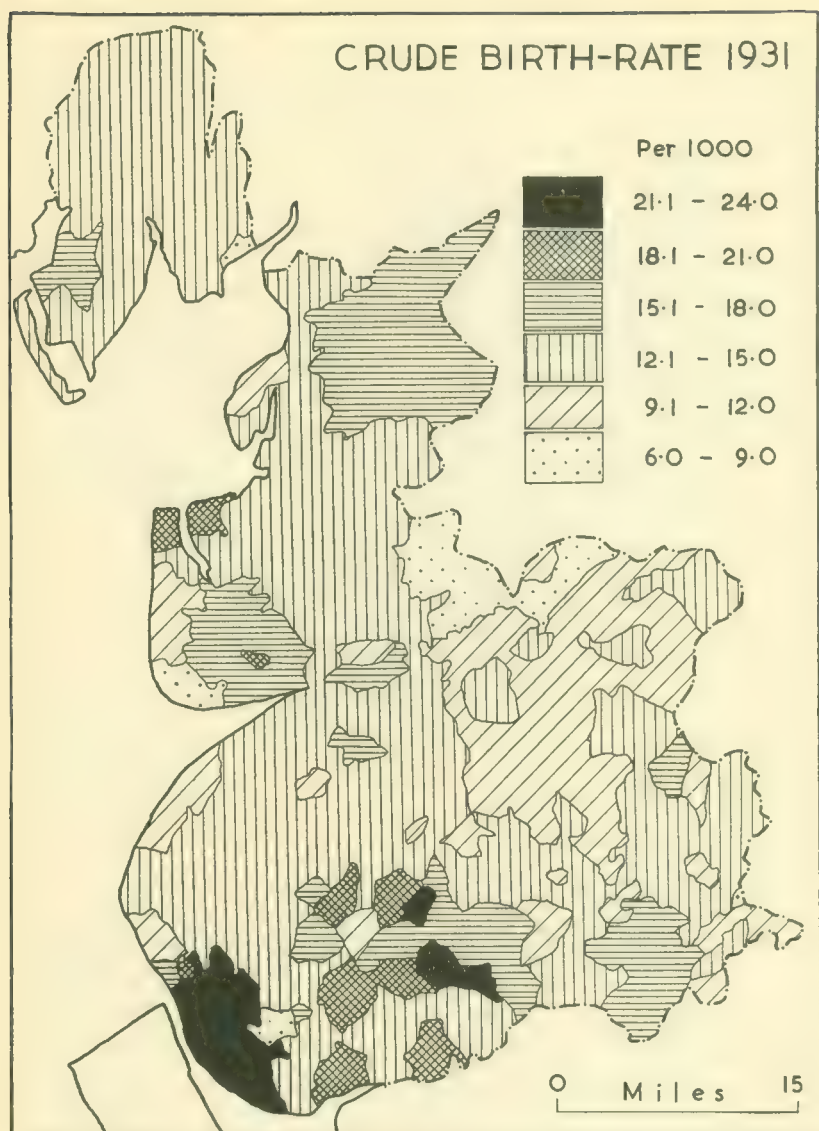 CRUDE BIRTH-RATE 1931
Per 1000
21·1 – 24·0
18·1 – 21·0
15·1 – 18·0
12·1 – 15·0
9·1 – 12·0
6·0 – 9·0
0 Miles 15